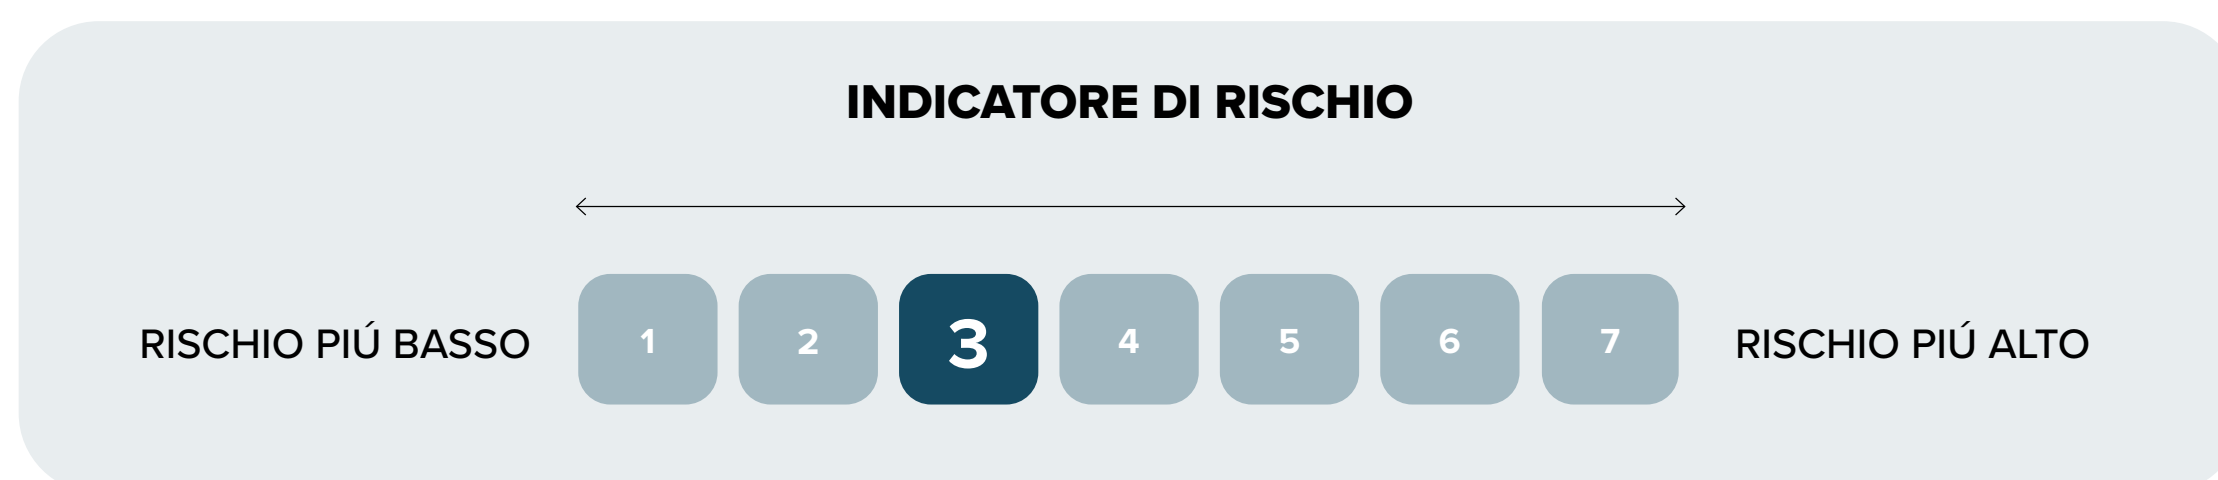 INDICATORE DI RISCHIO
RISCHIO PIÚ BASSO 1 2 3 4 5 6 7 RISCHIO PIÚ ALTO